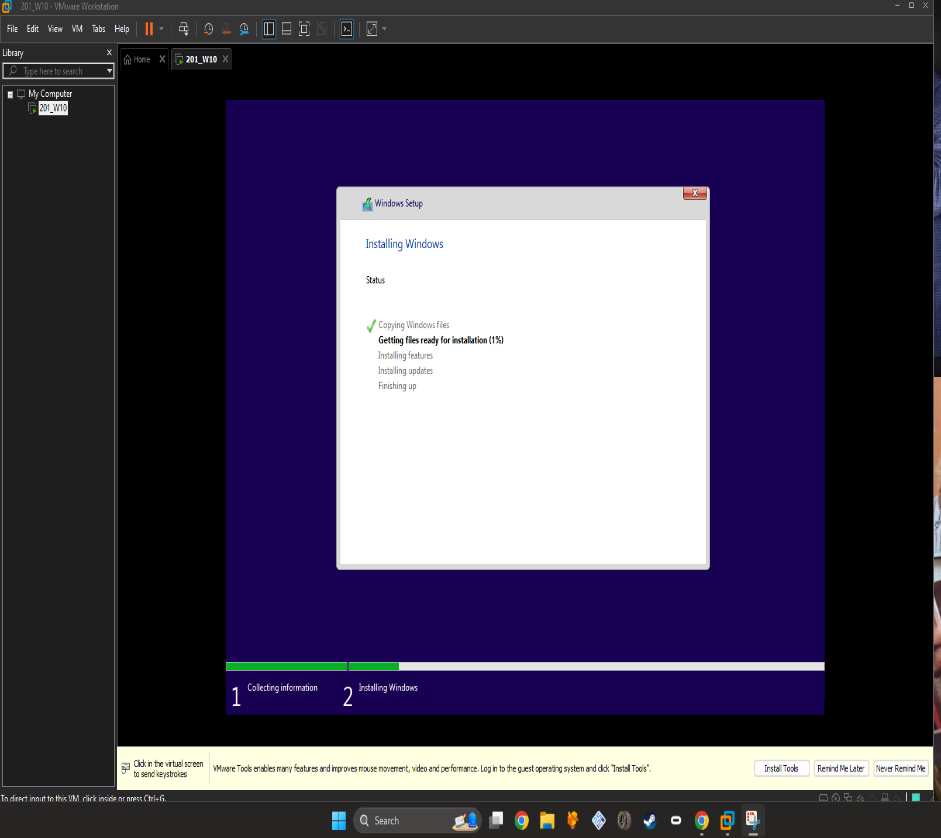 201_W10 - VMware Workstation
File Edit View VM Tabs Help
Library
Type here to search
Home
201_W10
My Computer
201_W10
Windows Setup
Installing Windows
Status
Copying Windows files
Getting files ready for installation (1%)
Installing features
Installing updates
Finishing up
1 Collecting information
2 Installing Windows
Click in the virtual screen
to send keystrokes
VMware Tools enables many features and improves mouse movement, video and performance. Log in to the guest operating system and click "Install Tools".
Install Tools
Remind Me Later
Never Remind Me
To direct input to this VM, click inside or press Ctrl+G.
Search